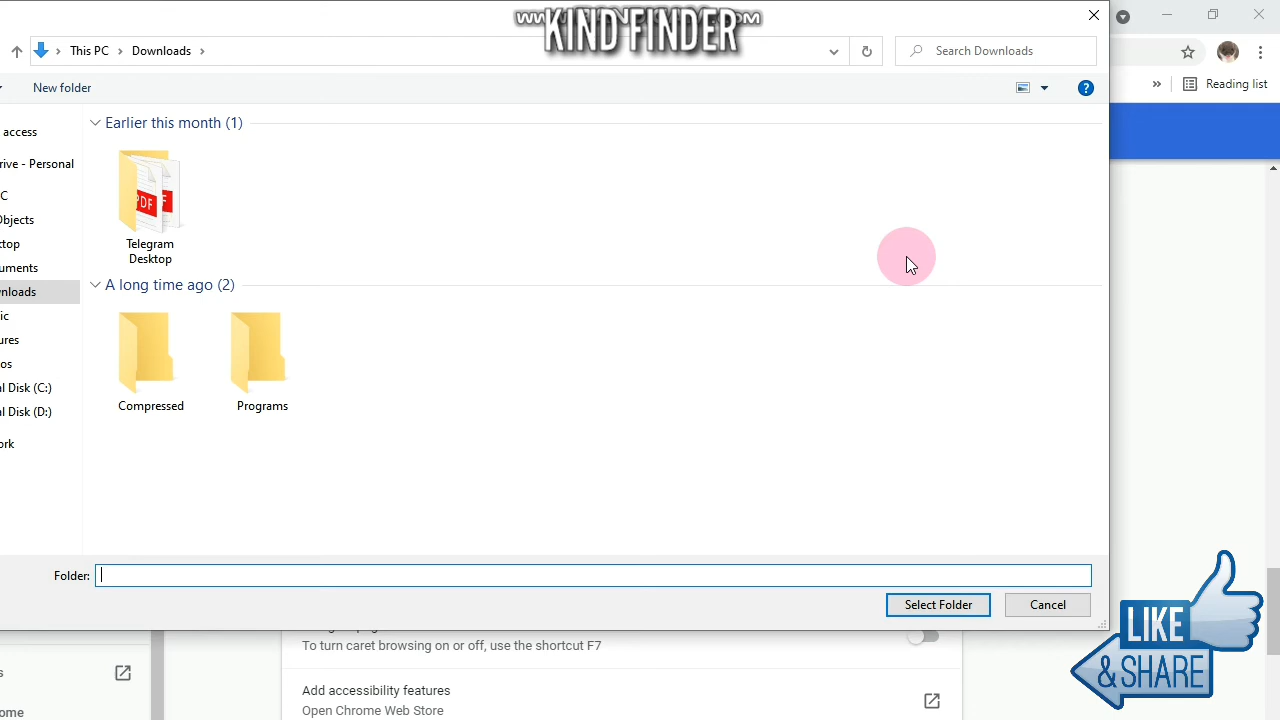 KIND FINDER
This PC
Downloads
Search Downloads
New folder
Reading list
Earlier this month (1)
access
rive - Personal
C
Objects
top
uments
nloads
ic
ures
os
l Disk (C:)
l Disk (D:)
ork
PDF
F
Telegram
Desktop
A long time ago (2)
Compressed
Programs
Folder:
Select Folder
Cancel
To turn caret browsing on or off, use the shortcut F7
Add accessibility features
Open Chrome Web Store
s
ome
LIKE
& SHARE